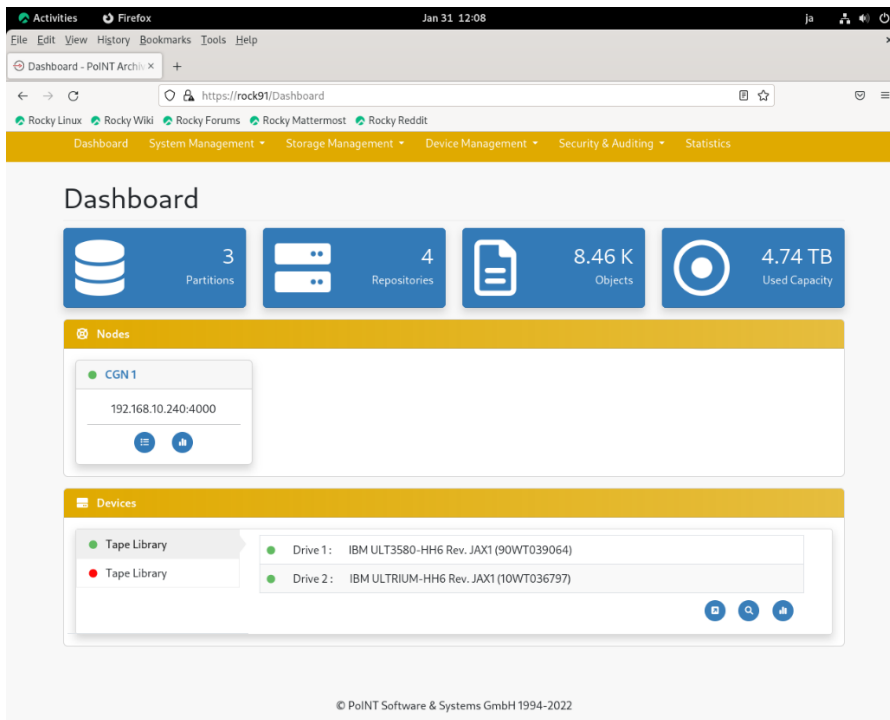 Activities Firefox Jan 31 12:08 ja
File Edit View History Bookmarks Tools Help
Dashboard - PoINT Archiv × +
https://rock91/Dashboard
Rocky Linux Rocky Wiki Rocky Forums Rocky Mattermost Rocky Reddit
Dashboard System Management Storage Management Device Management Security & Auditing Statistics
Dashboard
3
Partitions
4
Repositories
8.46 K
Objects
4.74 TB
Used Capacity
Nodes
CGN 1
192.168.10.240:4000
Devices
Tape Library
Tape Library
Drive 1 : IBM ULT3580-HH6 Rev. JAX1 (90WT039064)
Drive 2 : IBM ULTRIUM-HH6 Rev. JAX1 (10WT036797)
© PoINT Software & Systems GmbH 1994-2022